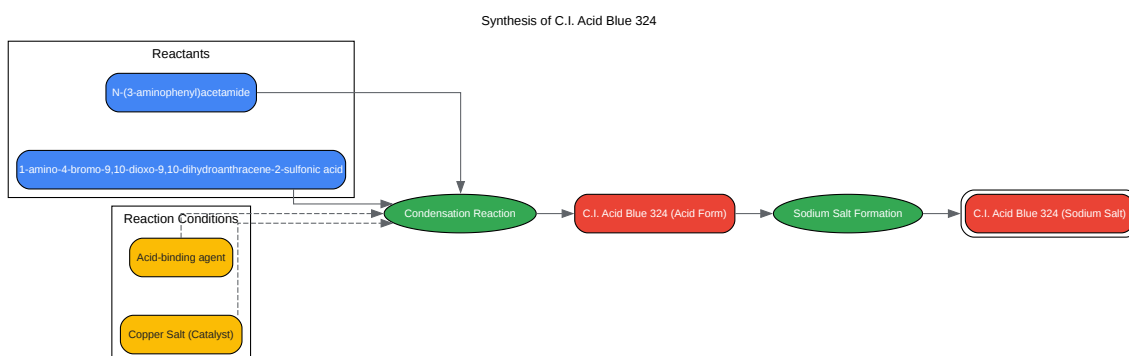 Synthesis of C.I. Acid Blue 324
Reactants
N-(3-aminophenyl)acetamide
1-amino-4-bromo-9,10-dioxo-9,10-dihydroanthracene-2-sulfonic acid
Reaction Conditions
Acid-binding agent
Copper Salt (Catalyst)
Condensation Reaction
C.I. Acid Blue 324 (Acid Form)
Sodium Salt Formation
C.I. Acid Blue 324 (Sodium Salt)